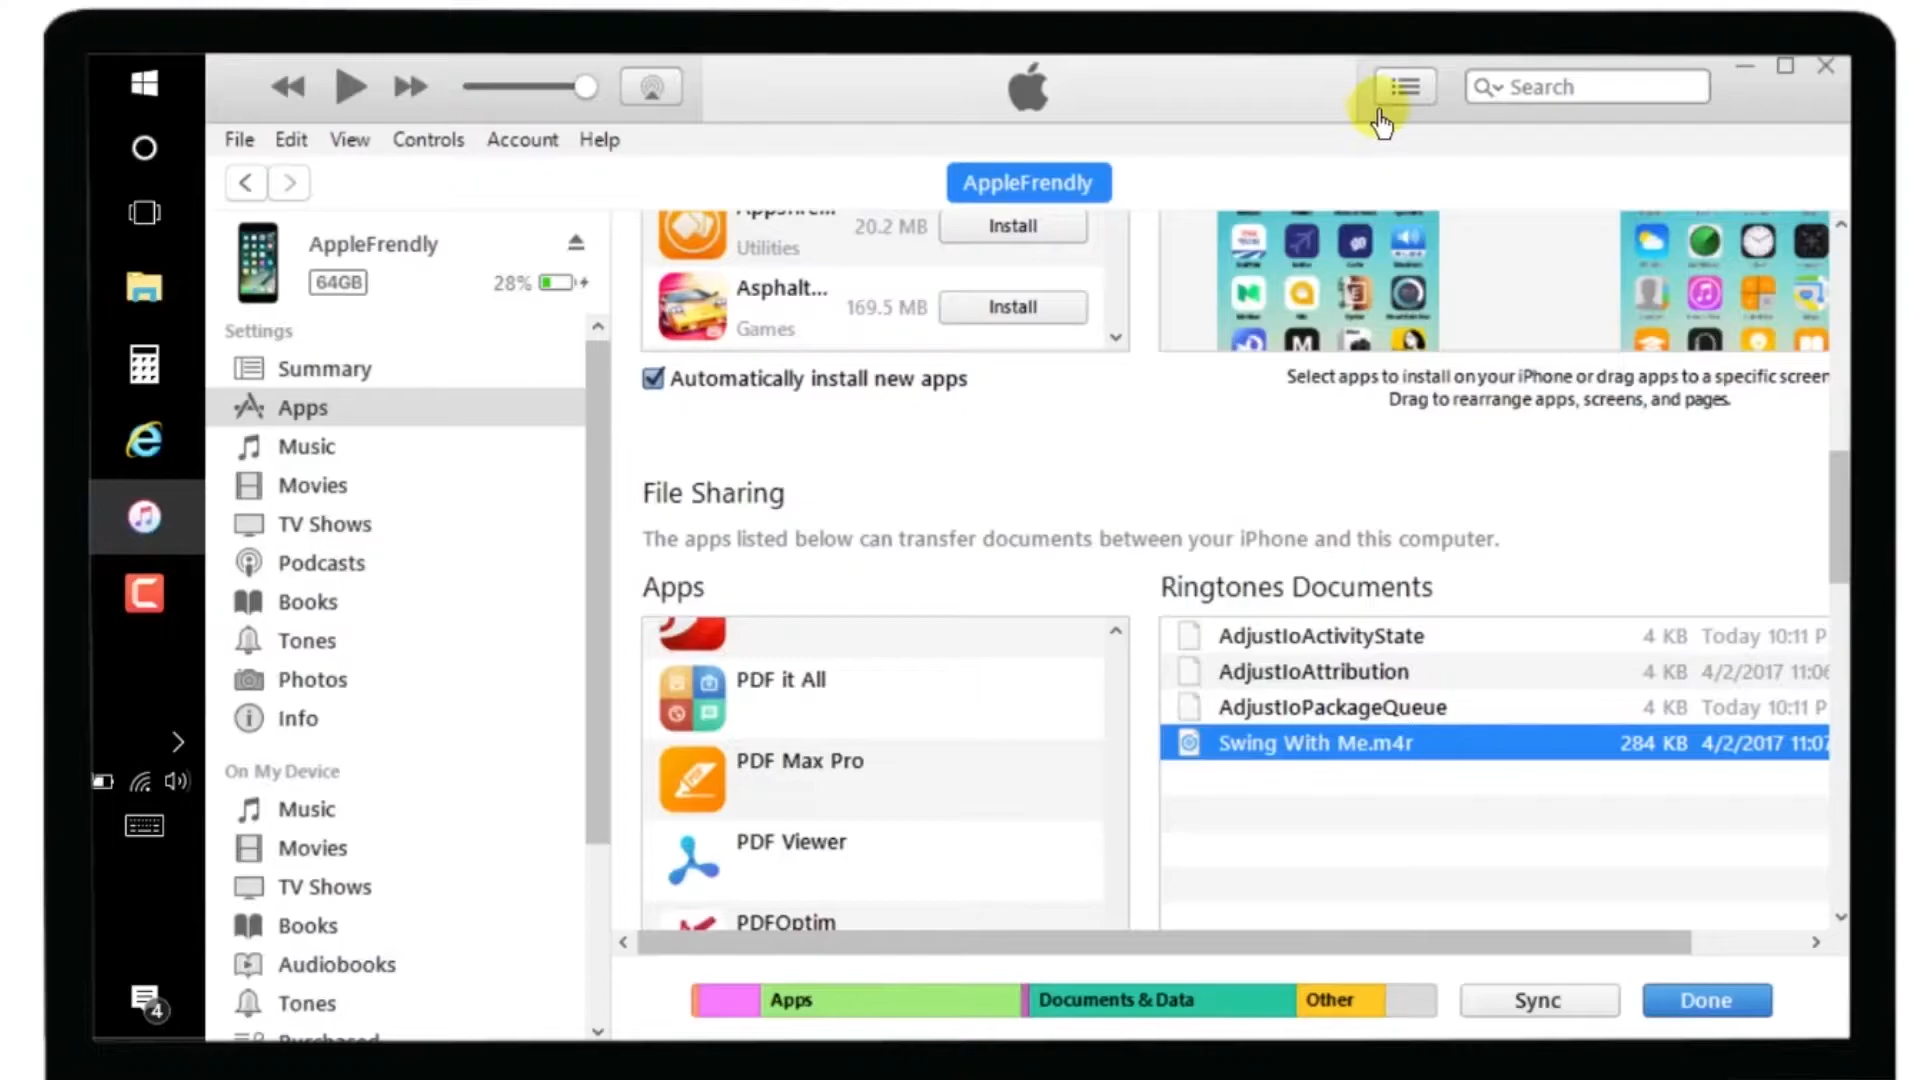 Search
File Edit View Controls Account Help
AppleFrendly
AppleFrendly
64GB
28%
Settings
Summary
Apps
Music
Movies
TV Shows
Podcasts
Books
Tones
Photos
Info
On My Device
Music
Movies
TV Shows
Books
Audiobooks
Tones
Purchased
20.2 MB Install
Utilities
Asphalt... 169.5 MB Install
Games
Automatically install new apps
Select apps to install on your iPhone or drag apps to a specific screen
Drag to rearrange apps, screens, and pages.
File Sharing
The apps listed below can transfer documents between your iPhone and this computer.
Apps
PDF it All
PDF Max Pro
PDF Viewer
PDFOptim
Ringtones Documents
AdjustIoActivityState 4 KB Today 10:11 P
AdjustIoAttribution 4 KB 4/2/2017 11:06
AdjustIoPackageQueue 4 KB Today 10:11 P
Swing With Me.m4r 284 KB 4/2/2017 11:07
Apps Documents & Data Other Sync Done
4